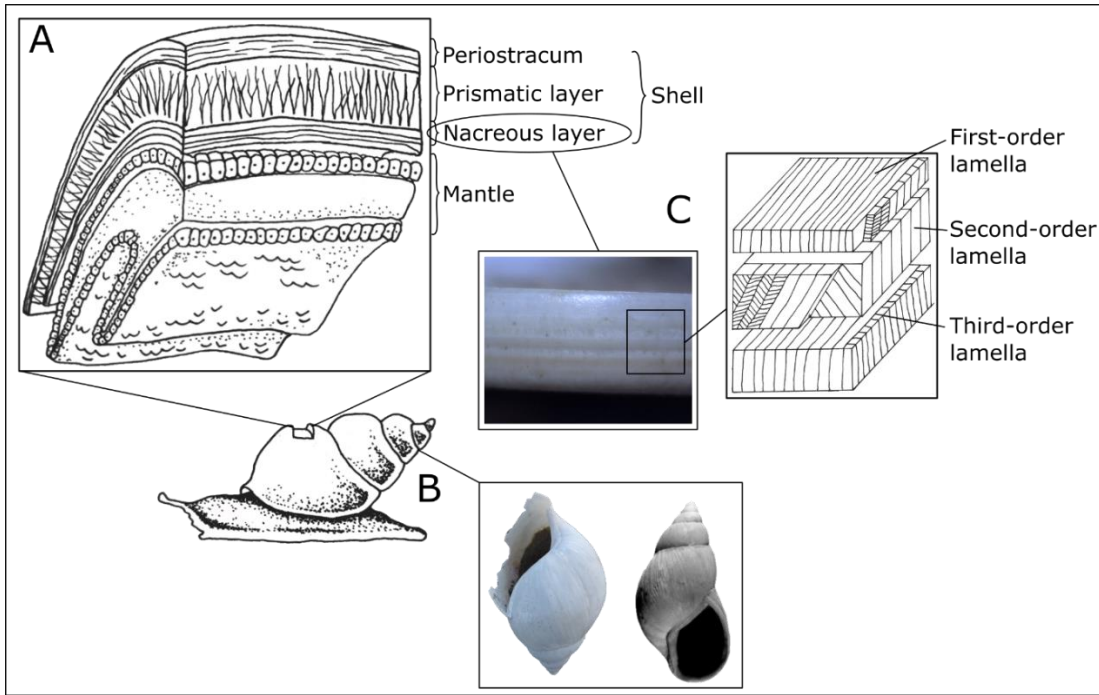 A
Periostracum
Prismatic layer
Nacreous layer
Shell
Mantle
C
First-order
lamella
Second-order
lamella
Third-order
lamella
B